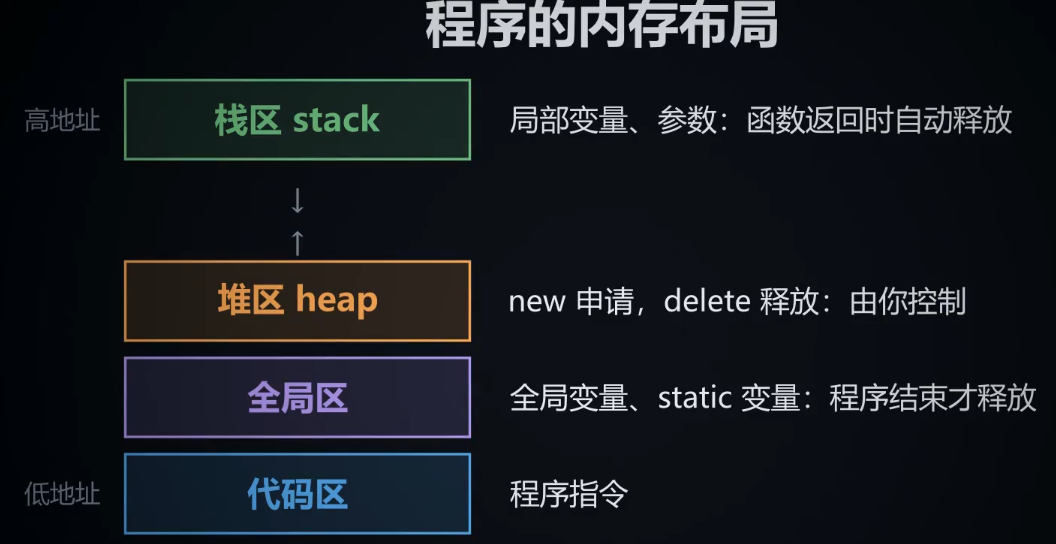 程序的内存布局
高地址 栈区 stack 局部变量、参数：函数返回时自动释放
↓
↑
堆区 heap new 申请，delete 释放：由你控制
全局区 全局变量、static 变量：程序结束才释放
低地址 代码区 程序指令